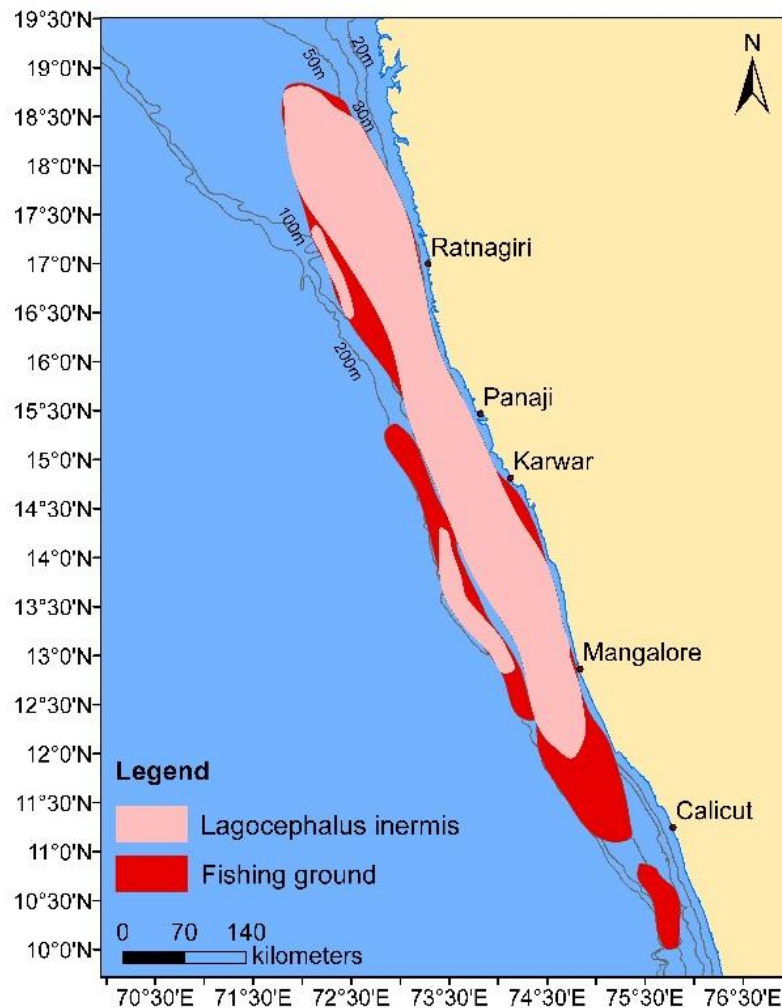 19°30'N
19°0'N
18°30'N
18°0'N
17°30'N
17°0'N
16°30'N
16°0'N
15°30'N
15°0'N
14°30'N
14°0'N
13°30'N
13°0'N
12°30'N
12°0'N
11°30'N
11°0'N
10°30'N
10°0'N
50m
20m
30m
100m
200m
N
Ratnagiri
Panaji
Karwar
Mangalore
Calicut
Legend
Lagocephalus inermis
Fishing ground
0 70 140
kilometers
70°30'E 71°30'E 72°30'E 73°30'E 74°30'E 75°30'E 76°30'E